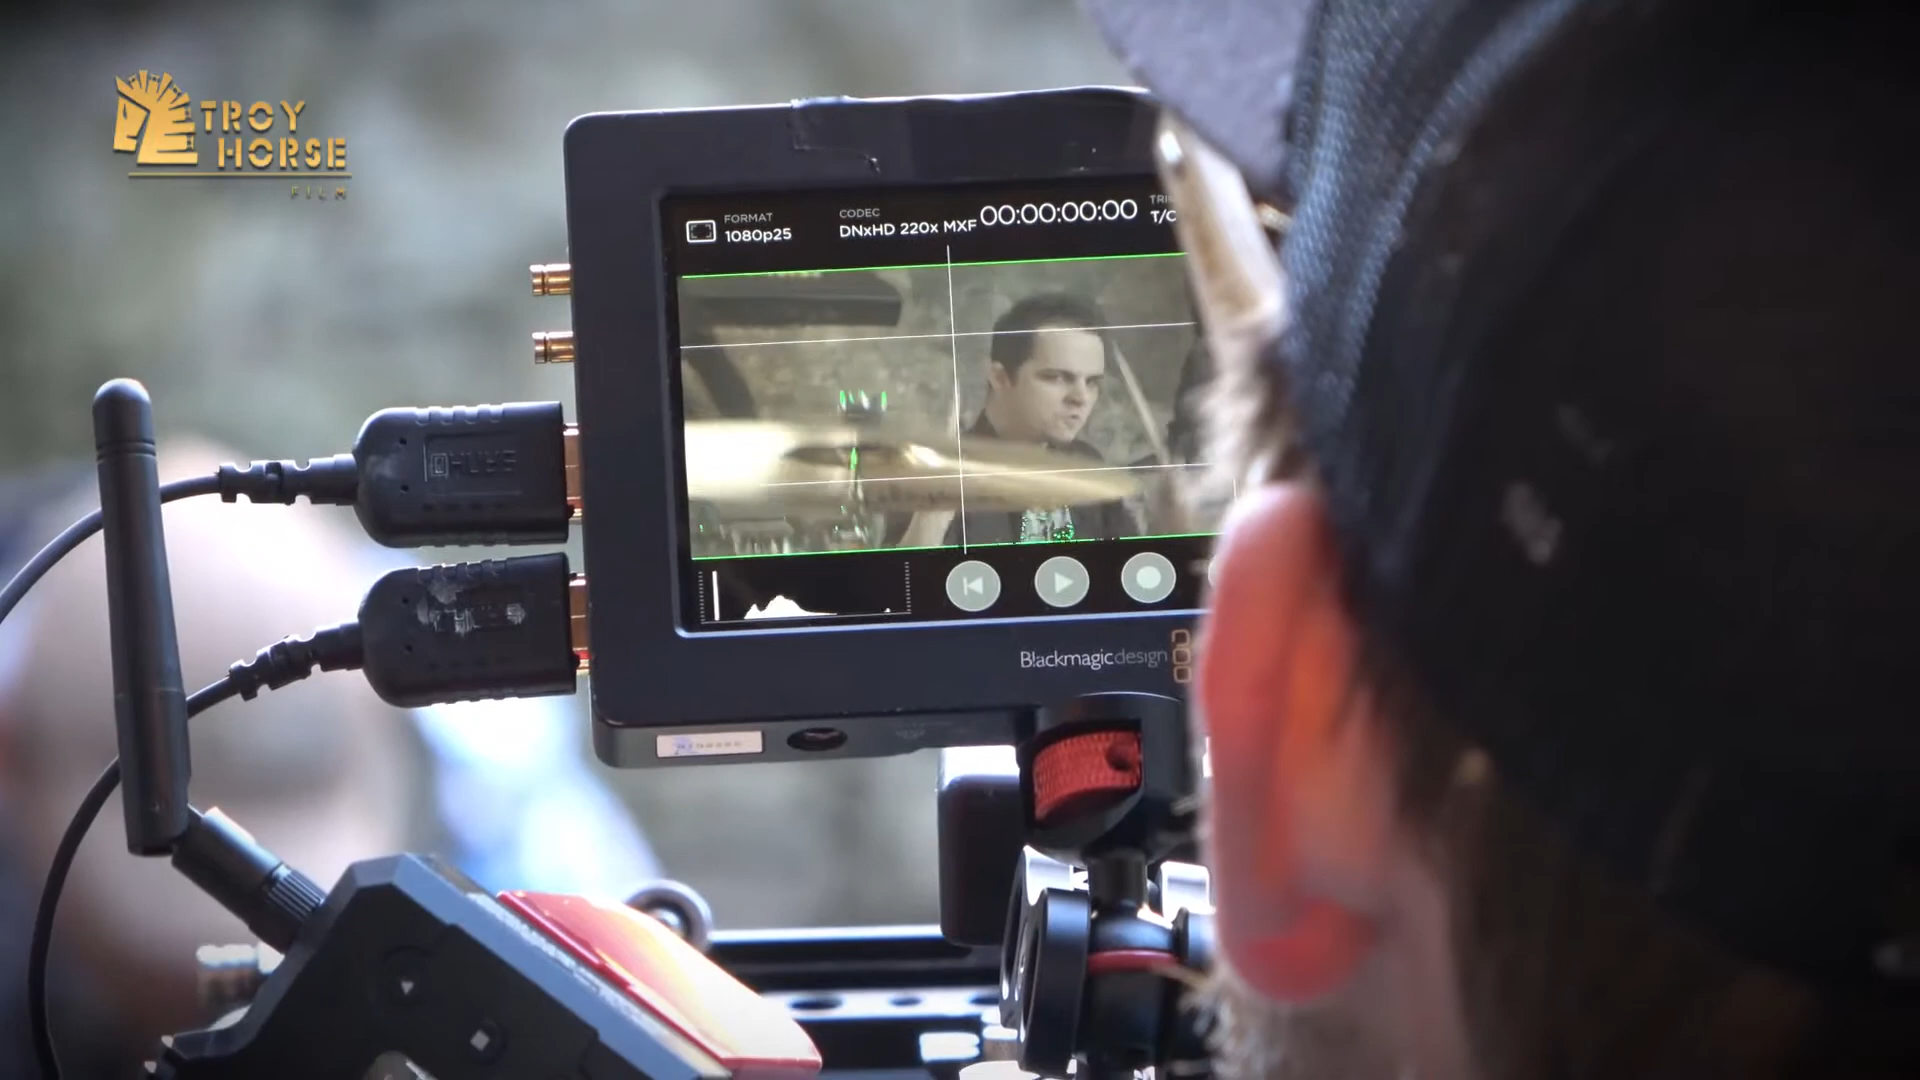 TROY
HORSE
FILM
FORMAT
1080p25
CODEC
DNxHD 220x MXF
00:00:00:00
T/C
Blackmagicdesign